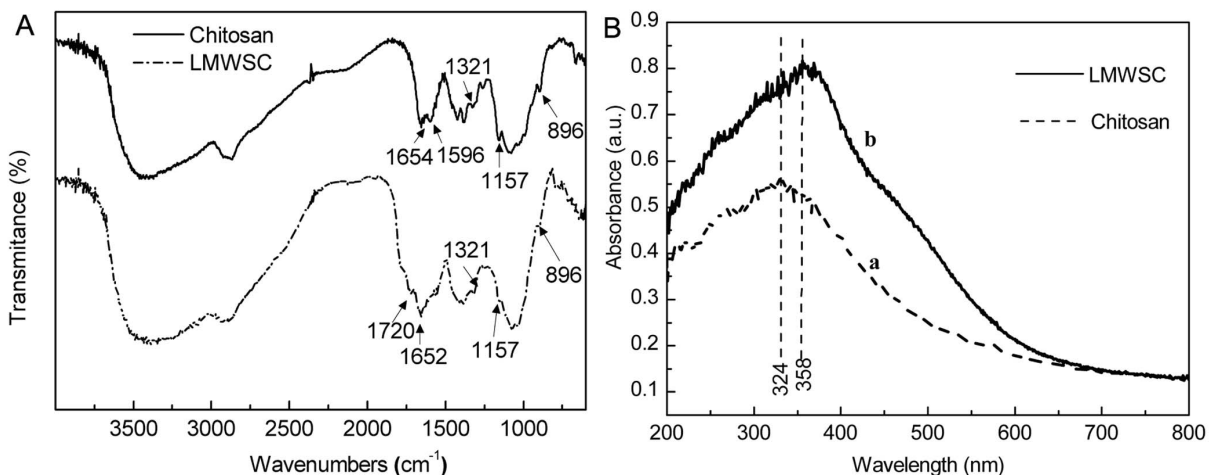 A
Chitosan
LMWSC
1321
1654
1596
1157
896
1321
896
1720
1652
1157
Transmitance (%)
3500
3000
2500
2000
1500
1000
Wavenumbers (cm⁻¹)
B
0.9
0.8
0.7
0.6
0.5
0.4
0.3
0.2
0.1
Absorbance (a.u.)
LMWSC
Chitosan
b
a
324
358
200
300
400
500
600
700
800
Wavelength (nm)